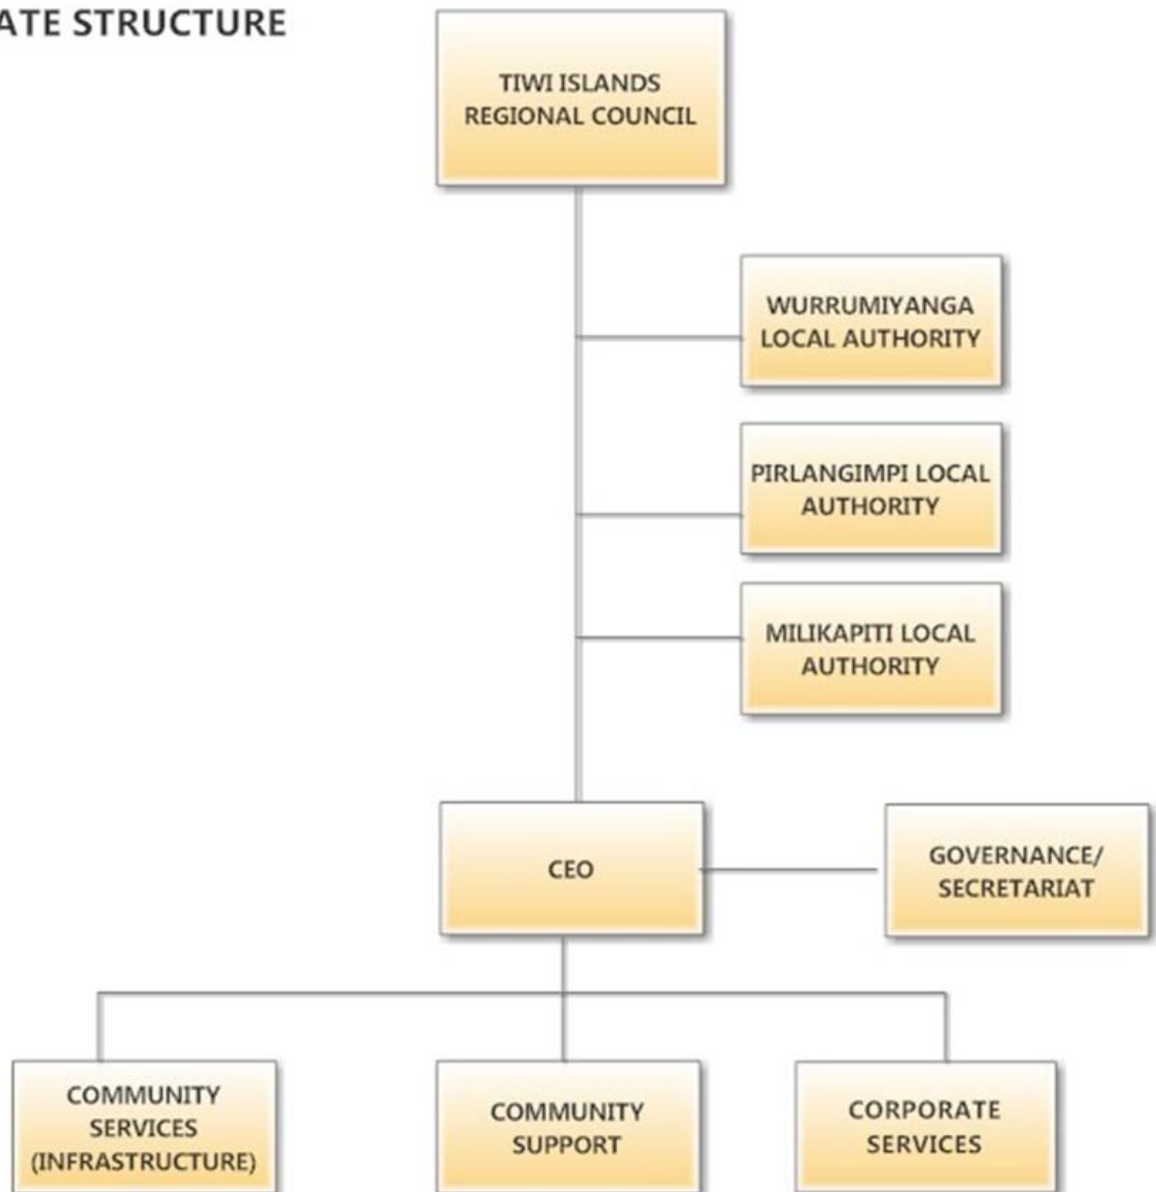 ATE STRUCTURE
TIWI ISLANDS
REGIONAL COUNCIL
WURRUMIYANGA
LOCAL AUTHORITY
PIRLANGIMPI LOCAL
AUTHORITY
MILIKAPITI LOCAL
AUTHORITY
CEO
GOVERNANCE/
SECRETARIAT
COMMUNITY
SERVICES
(INFRASTRUCTURE)
COMMUNITY
SUPPORT
CORPORATE
SERVICES